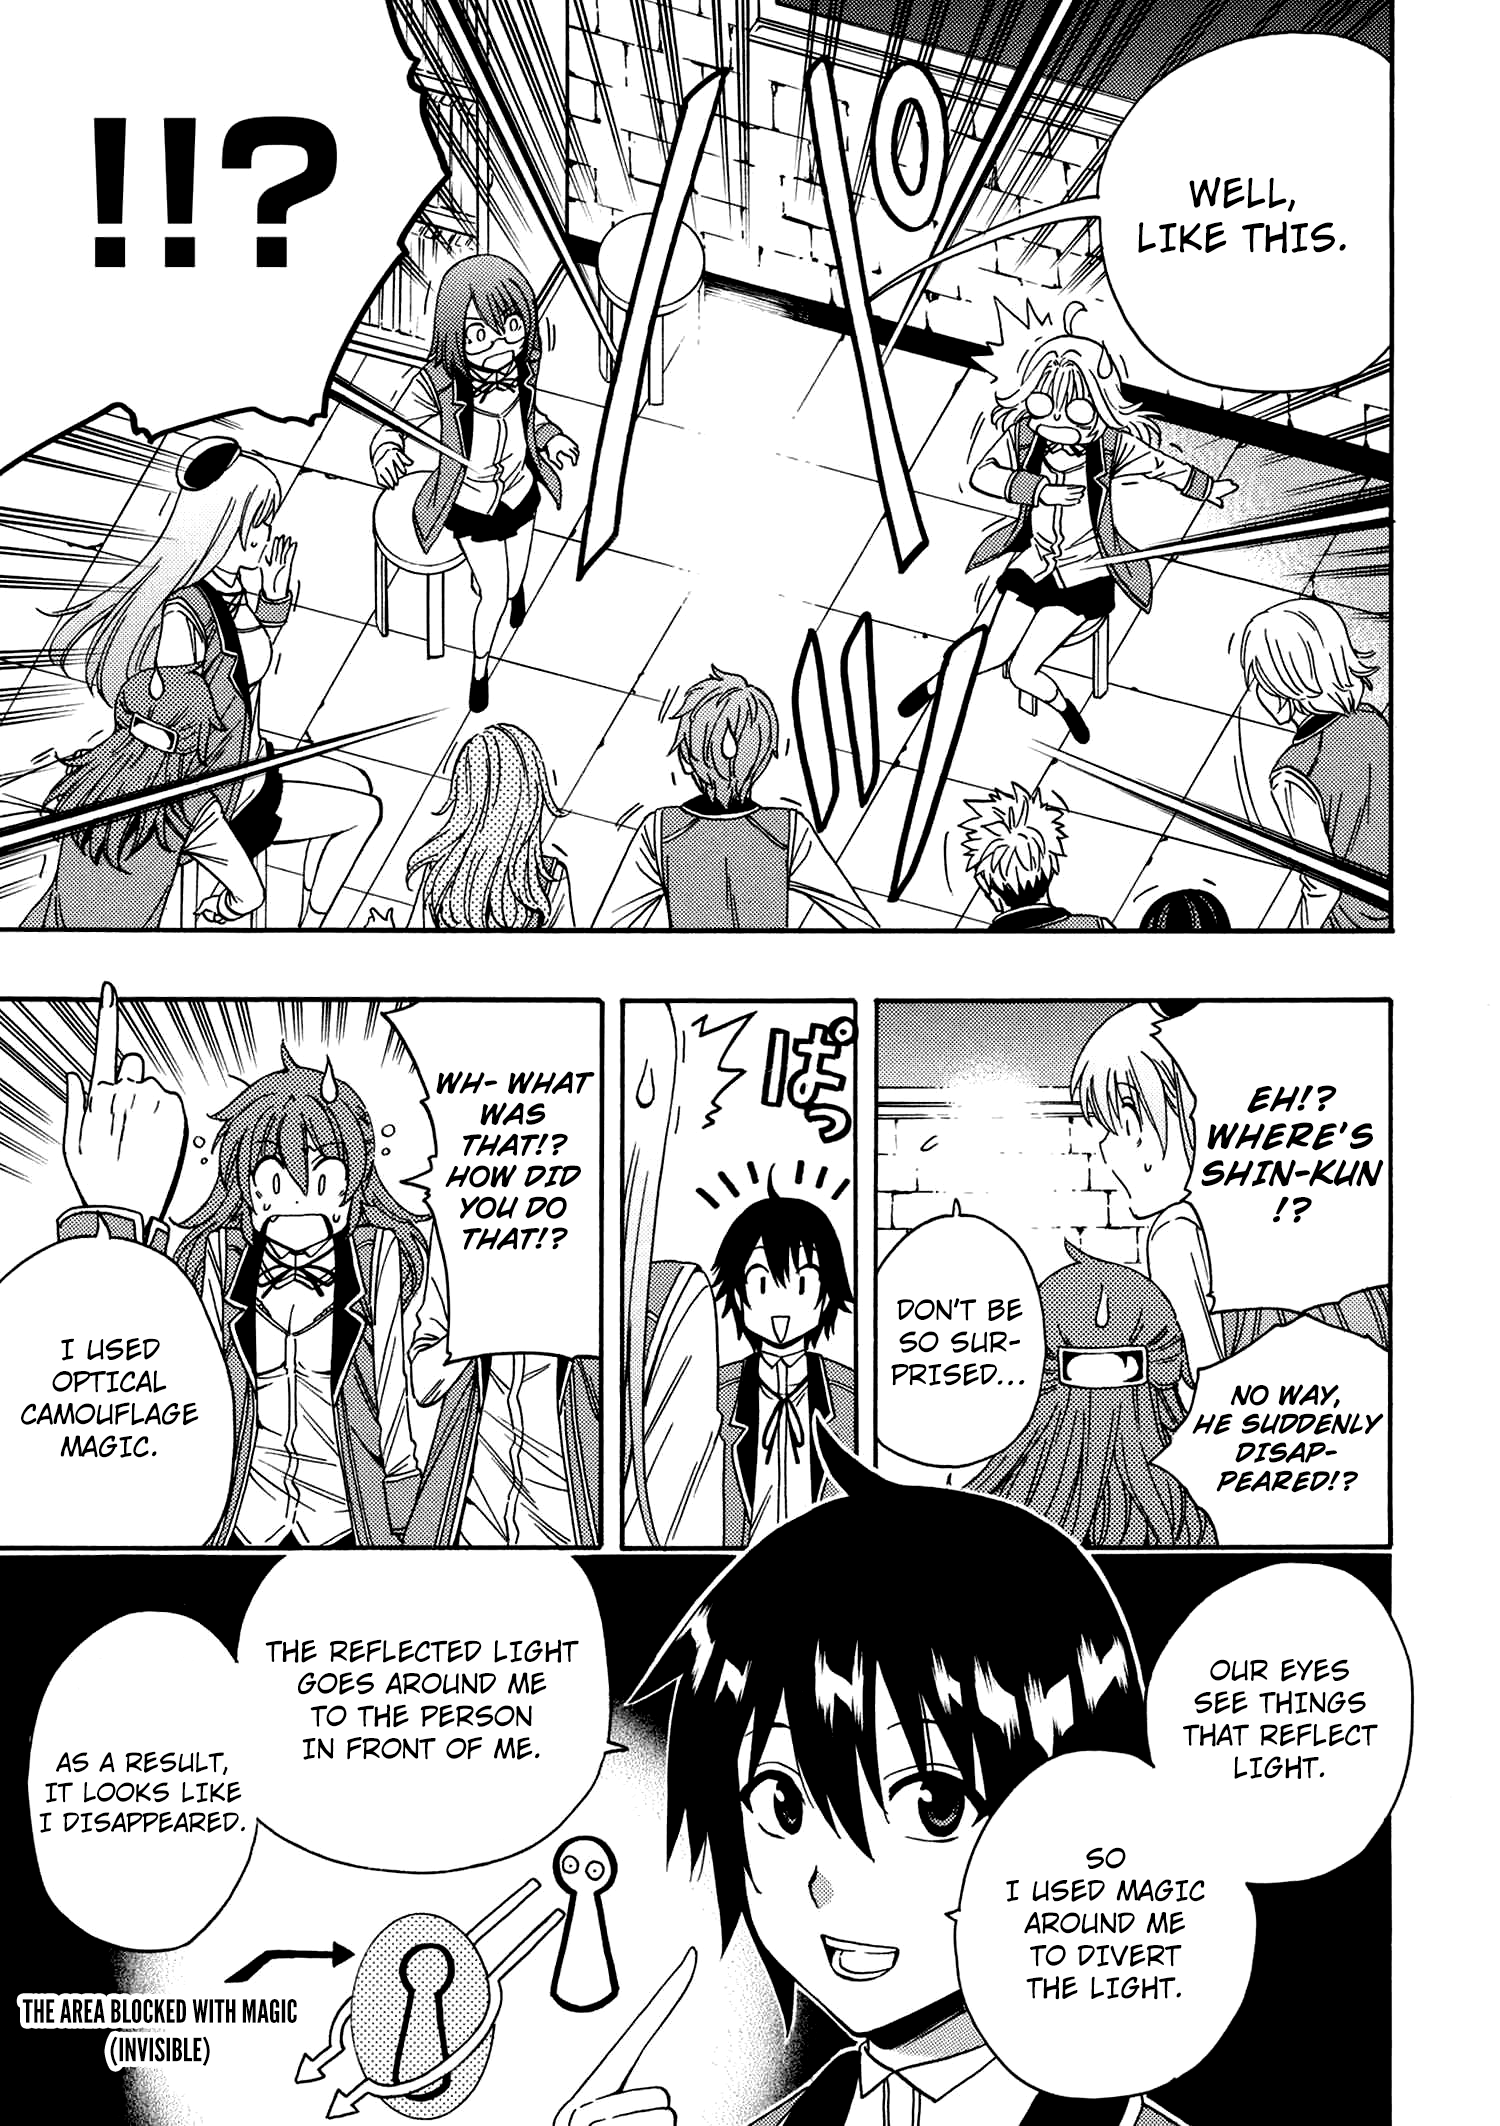 WELL,
LIKE THIS.
!!?
EH!?
WHERE'S
SHIN-KUN
!?
NO WAY,
HE SUDDENLY
DISAP-
PEARED!?
DON'T BE
SO SUR-
PRISED...
ぱっ
WH- WHAT
WAS
THAT!?
HOW DID
YOU DO
THAT!?
I USED
OPTICAL
CAMOUFLAGE
MAGIC.
OUR EYES
SEE THINGS
THAT REFLECT
LIGHT.
SO
I USED MAGIC
AROUND ME
TO DIVERT
THE LIGHT.
THE REFLECTED LIGHT
GOES AROUND ME
TO THE PERSON
IN FRONT OF ME.
AS A RESULT,
IT LOOKS LIKE
I DISAPPEARED.
THE AREA BLOCKED WITH MAGIC
(INVISIBLE)